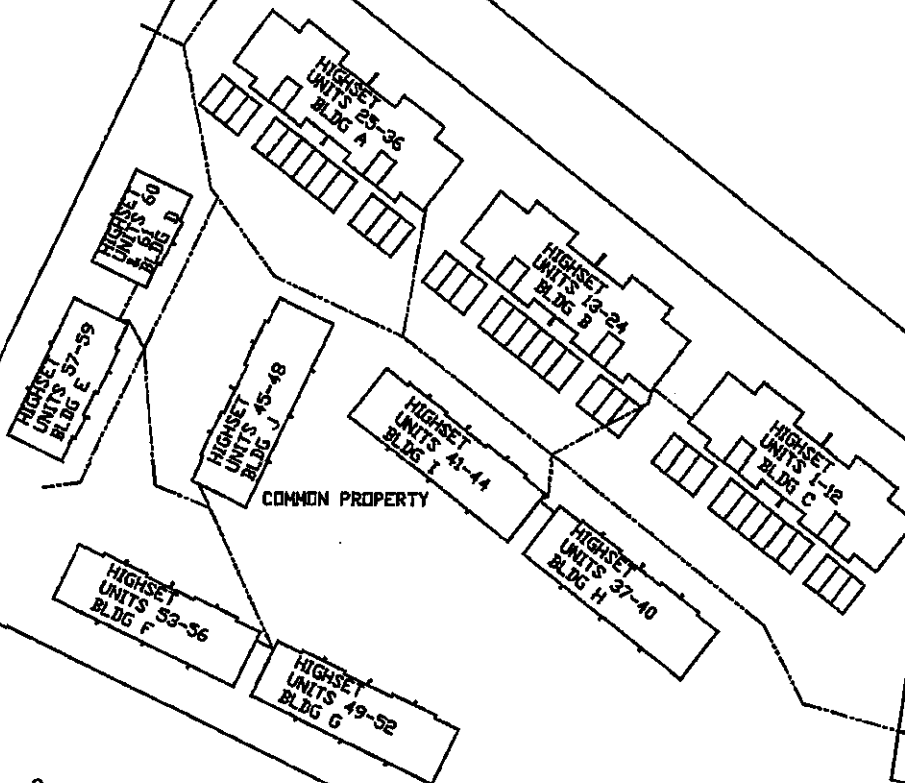 HIGHSET
UNITS 25-36
BLDG A
HIGHSET
UNITS 60
& 61
BLDG D
HIGHSET
UNITS 13-24
BLDG B
HIGHSET
UNITS 57-59
BLDG E
HIGHSET
UNITS 45-48
BLDG J
HIGHSET
UNITS 41-44
BLDG I
HIGHSET
UNITS 1-12
BLDG C
COMMON PROPERTY
HIGHSET
UNITS 37-40
BLDG H
HIGHSET
UNITS 53-56
BLDG F
HIGHSET
UNITS 49-52
BLDG G